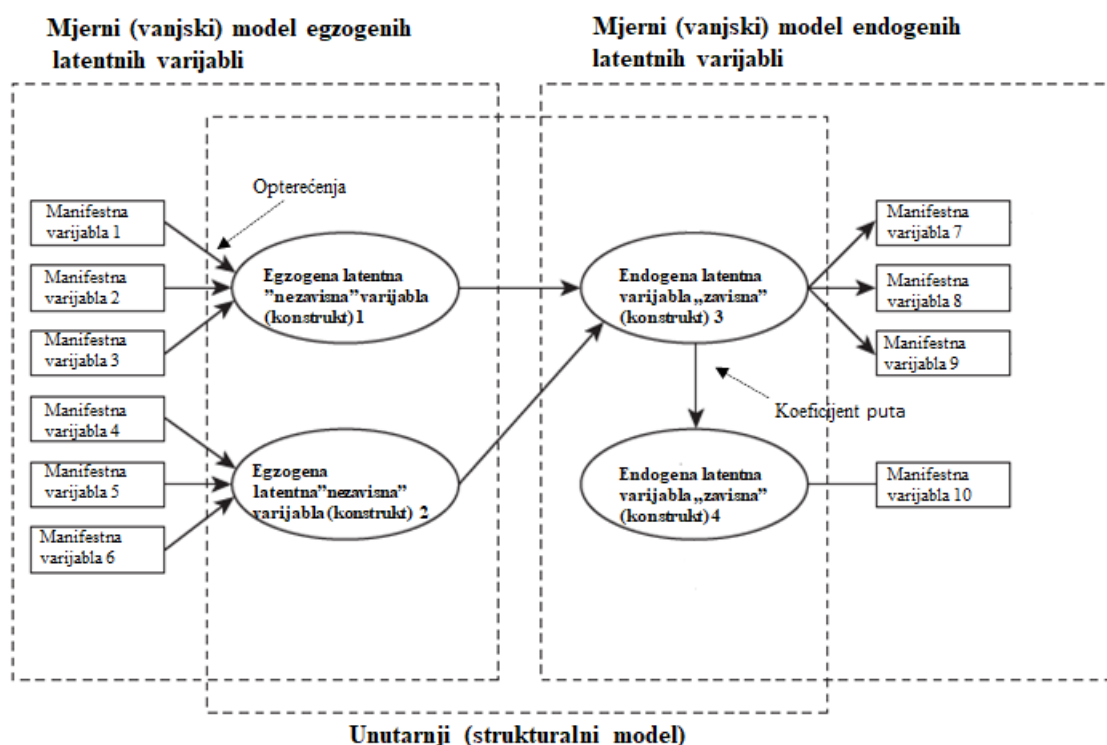 Mjerni (vanjski) model egzogenih
latentnih varijabli
Mjerni (vanjski) model endogenih
latentnih varijabli
Opterećenja
Manifestna
varijabla 1
Manifestna
varijabla 2
Manifestna
varijabla 3
Manifestna
varijabla 4
Manifestna
varijabla 5
Manifestna
varijabla 6
Egzogena latentna
”nezavisna” varijabla
(konstrukt) 1
Egzogena
latentna”nezavisna”
varijabla (konstrukt) 2
Endogena latentna
varijabla „zavisna”
(konstrukt) 3
Koeficijent puta
Endogena latentna
varijabla „zavisna”
(konstrukt) 4
Manifestna
varijabla 7
Manifestna
varijabla 8
Manifestna
varijabla 9
Manifestna
varijabla 10
Unutarnji (strukturalni model)